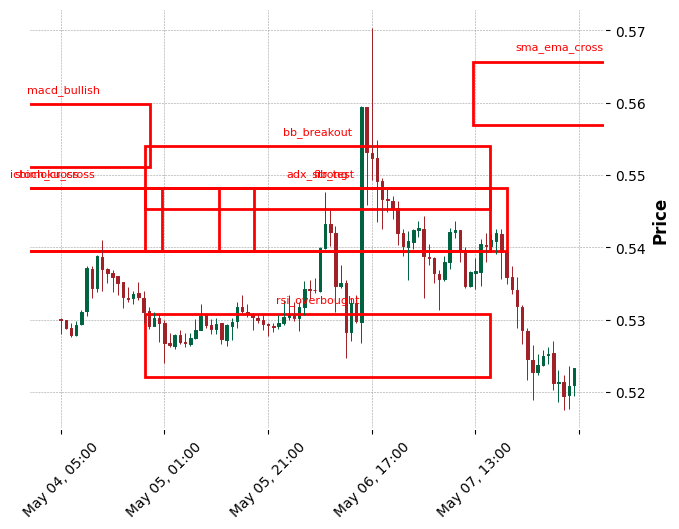 0.57
sma_ema_cross
0.56
macd_bullish
bb_breakout
0.55
adx_strong
fib_test
0.54
Price
0.53
rsi_overbought
0.52
May 04, 05:00
May 05, 01:00
May 05, 21:00
May 06, 17:00
May 07, 13:00